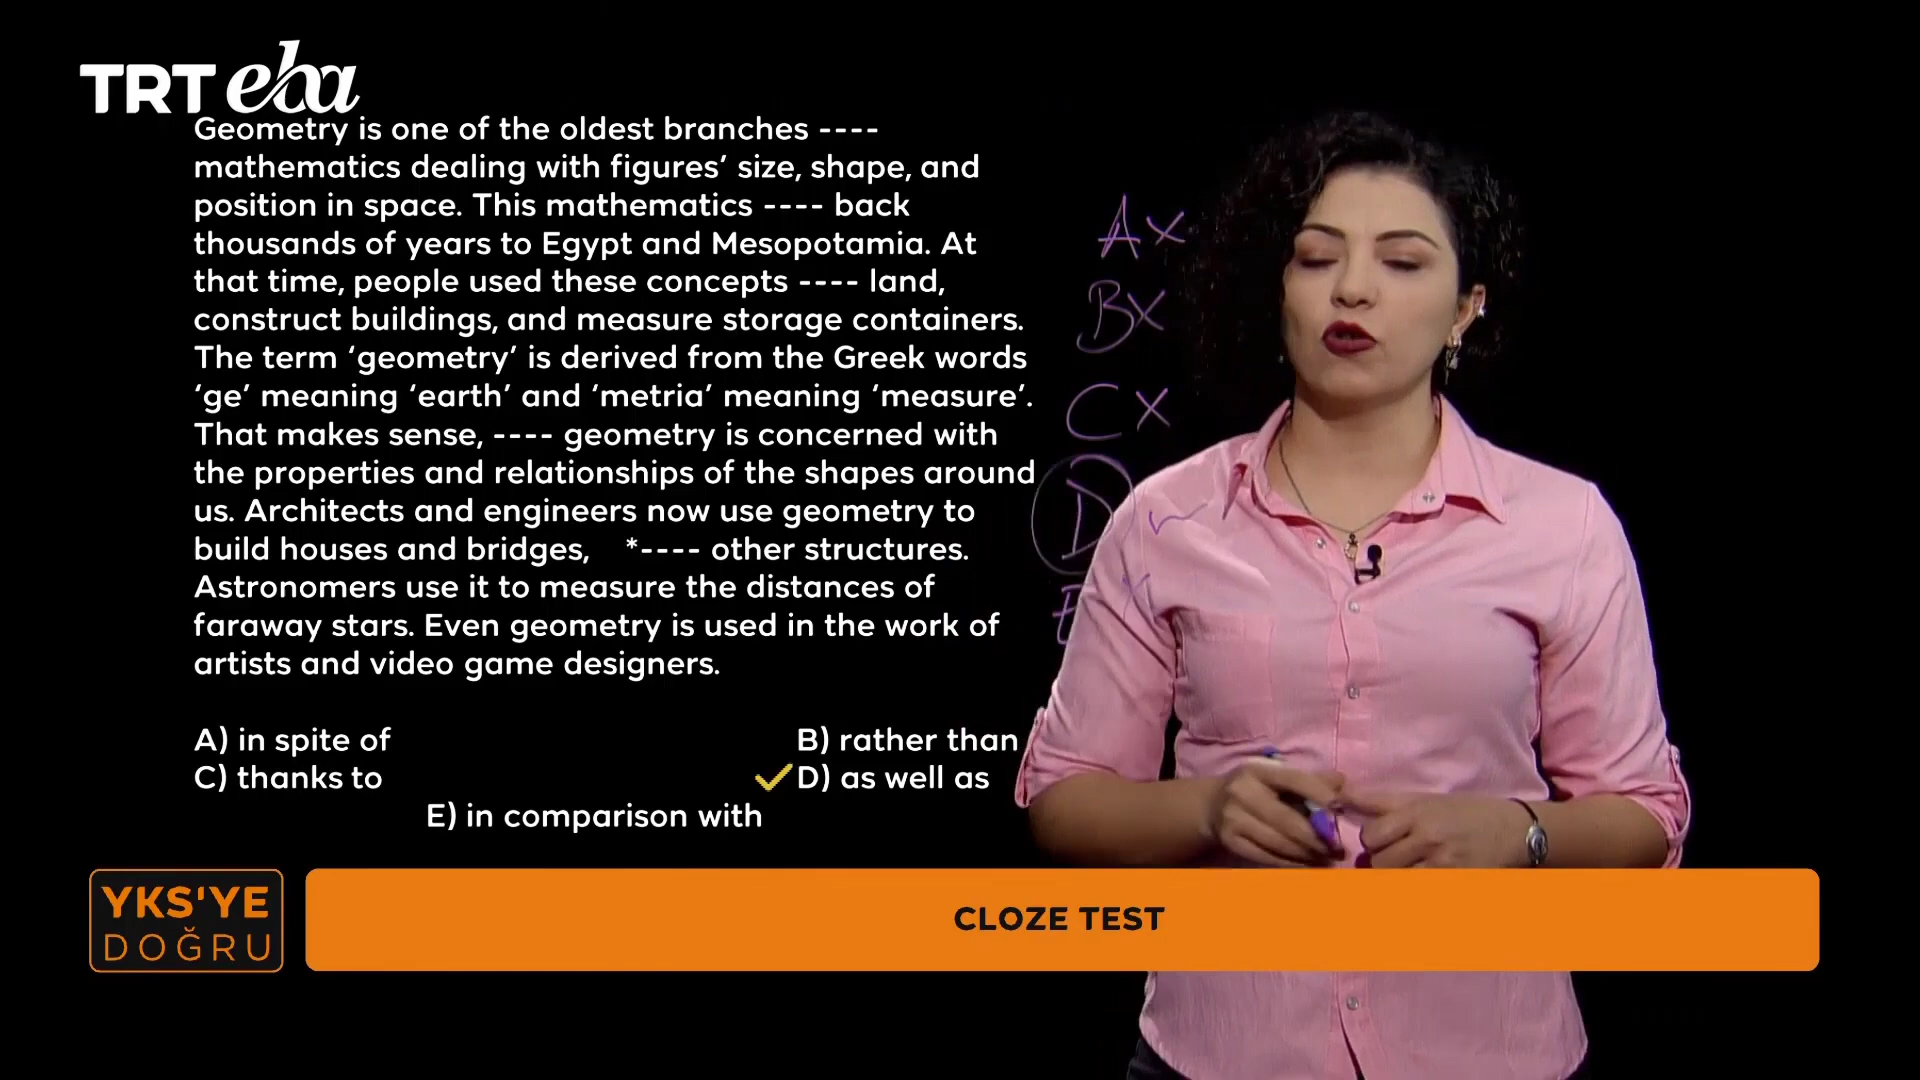 TRT eba
Geometry is one of the oldest branches ----
mathematics dealing with figures’ size, shape, and
position in space. This mathematics ---- back
thousands of years to Egypt and Mesopotamia. At
that time, people used these concepts ---- land,
construct buildings, and measure storage containers.
The term ‘geometry’ is derived from the Greek words
‘ge’ meaning ‘earth’ and ‘metria’ meaning ‘measure’.
That makes sense, ---- geometry is concerned with
the properties and relationships of the shapes around
us. Architects and engineers now use geometry to
build houses and bridges, *---- other structures.
Astronomers use it to measure the distances of
faraway stars. Even geometry is used in the work of
artists and video game designers.
A) in spite of
B) rather than
C) thanks to
D) as well as
E) in comparison with
A x
B x
C x
D ✓
E x
YKS'YE
DOĞRU
CLOZE TEST